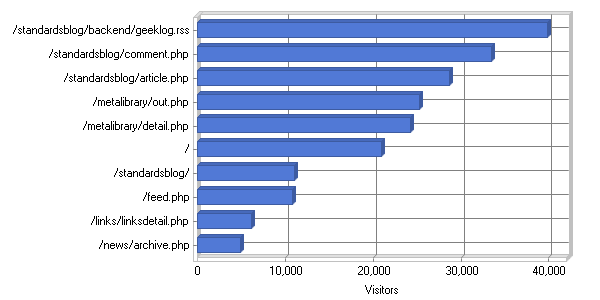 /standardsblog/backend/geeklog.rss
/standardsblog/comment.php
/standardsblog/article.php
/metalibrary/out.php
/metalibrary/detail.php
/
/standardsblog/
/feed.php
/links/linksdetail.php
/news/archive.php
0 10,000 20,000 30,000 40,000
Visitors